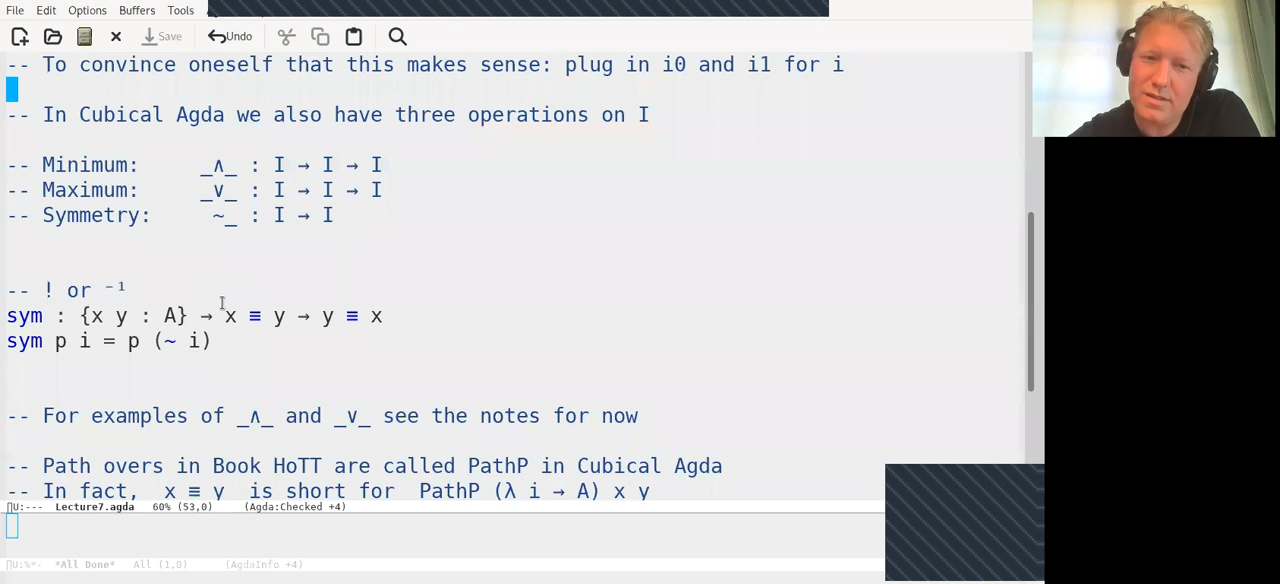 File Edit Options Buffers Tools
Save Undo
-- To convince oneself that this makes sense: plug in i0 and i1 for i
-- In Cubical Agda we also have three operations on I
-- Minimum:     _∧_ : I → I → I
-- Maximum:     _∨_ : I → I → I
-- Symmetry:     ~_ : I → I
-- ! or ⁻¹
sym : {x y : A} → x ≡ y → y ≡ x
sym p i = p (~ i)
-- For examples of _∧_ and _∨_ see the notes for now
-- Path overs in Book HoTT are called PathP in Cubical Agda
-- In fact,  x ≡ y  is short for  PathP (λ i → A) x y
U:--- Lecture7.agda 60% (53,0) (Agda:Checked +4)
U:%*- *All Done* All (1,0) (AgdaInfo +4)